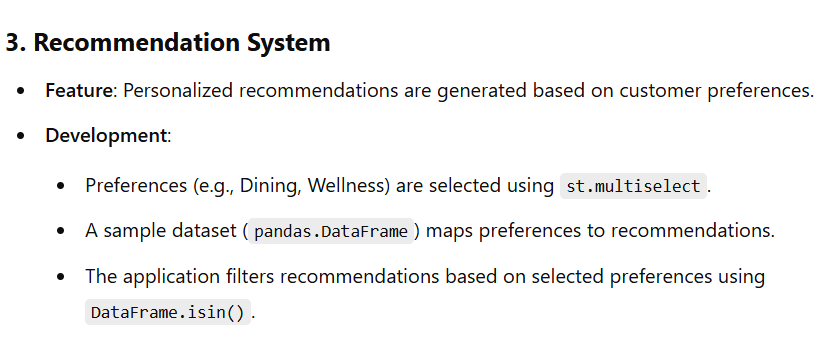 3. Recommendation System
• Feature: Personalized recommendations are generated based on customer preferences.
• Development:
• Preferences (e.g., Dining, Wellness) are selected using st.multiselect.
• A sample dataset (pandas.DataFrame) maps preferences to recommendations.
• The application filters recommendations based on selected preferences using
DataFrame.isin().